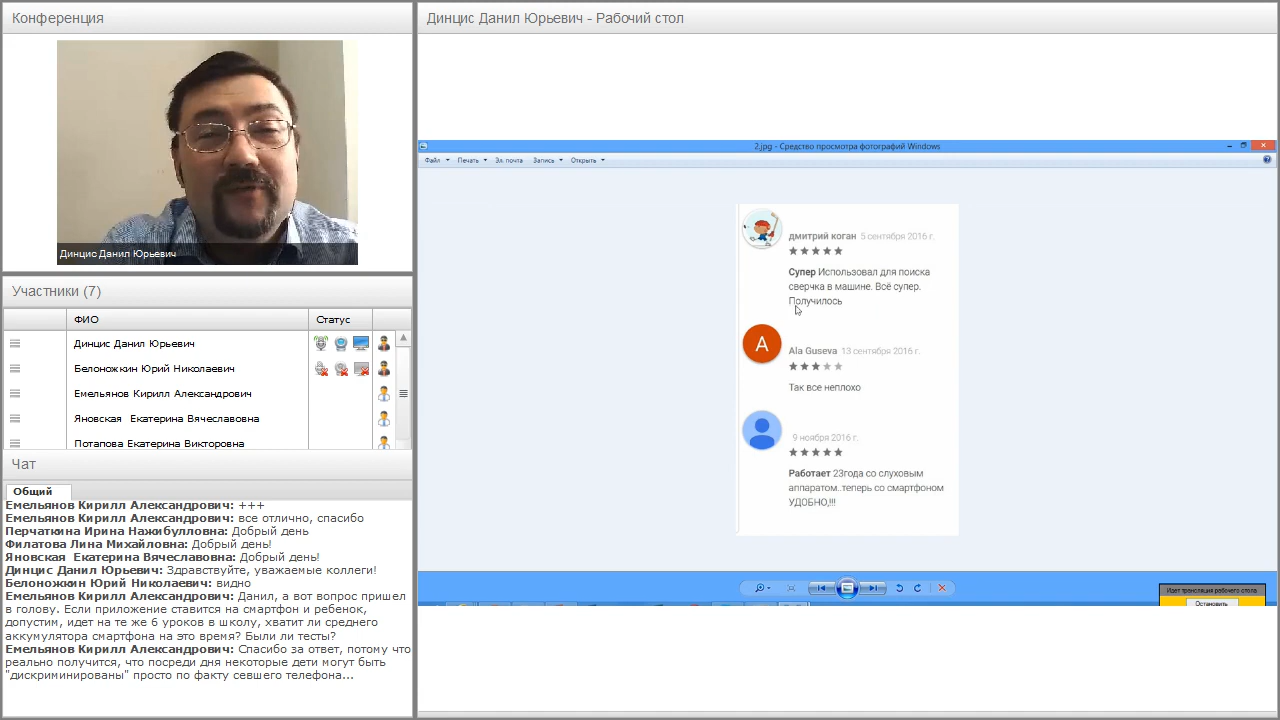 Конференция
Динцис Данил Юрьевич
Участники (7)
ФИО
Статус
Динцис Данил Юрьевич
Белоножкин Юрий Николаевич
Емельянов Кирилл Александрович
Яновская  Екатерина Вячеславовна
Потапова Екатерина Викторовна
Чат
Общий
Емельянов Кирилл Александрович: +++
Емельянов Кирилл Александрович: все отлично, спасибо
Перчаткина Ирина Нажибулловна: Добрый день
Филатова Лина Михайловна: Добрый день!
Яновская  Екатерина Вячеславовна: Добрый день!
Динцис Данил Юрьевич: Здравствуйте, уважаемые коллеги!
Белоножкин Юрий Николаевич: видно
Емельянов Кирилл Александрович: Данил, а вот вопрос пришел
в голову. Если приложение ставится на смартфон и ребенок,
допустим, идет на те же 6 уроков в школу, хватит ли среднего
аккумулятора смартфона на это время? Были ли тесты?
Емельянов Кирилл Александрович: Спасибо за ответ, потому что
реально получится, что посреди дня некоторые дети могут быть
"дискриминированы" просто по факту севшего телефона...
Динцис Данил Юрьевич - Рабочий стол
2.jpg - Средство просмотра фотографий Windows
Файл Печать Эл. почта Запись Открыть
дмитрий коган 5 сентября 2016 г.
Супер Использовал для поиска
сверчка в машине. Всё супер.
Получилось
A
Ala Guseva 13 сентября 2016 г.
Так все неплохо
9 ноября 2016 г.
Работает 23года со слуховым
аппаратом..теперь со смартфоном
УДОБНО,!!!
Идет трансляция рабочего стола
Остановить